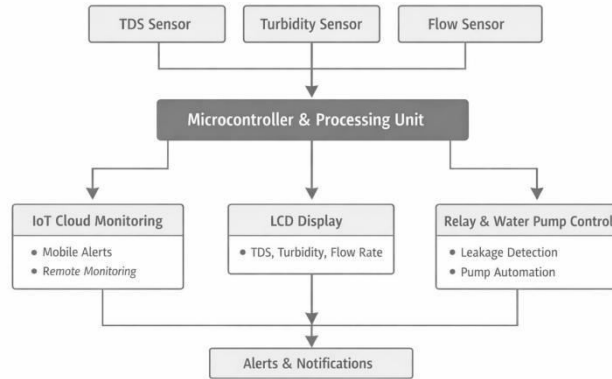 TDS Sensor
Turbidity Sensor
Flow Sensor
Microcontroller & Processing Unit
IoT Cloud Monitoring
• Mobile Alerts
• Remote Monitoring
LCD Display
• TDS, Turbidity, Flow Rate
Relay & Water Pump Control
• Leakage Detection
• Pump Automation
Alerts & Notifications